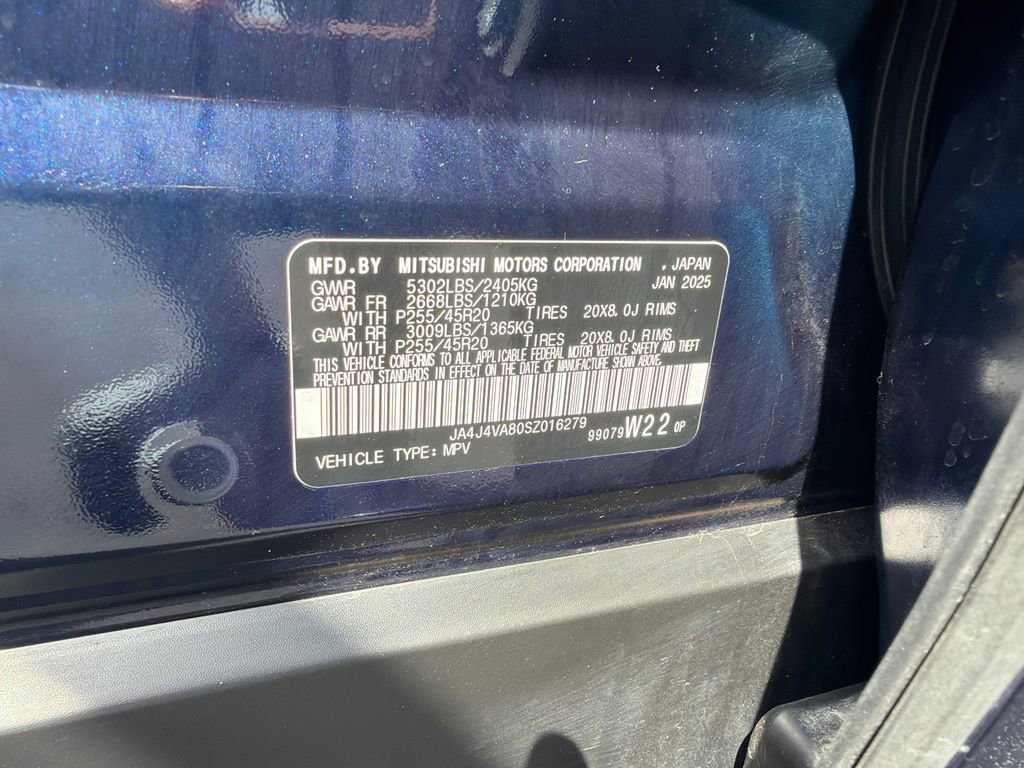 MFD.BY MITSUBISHI MOTORS CORPORATION , JAPAN
GVWR 5302LBS/2405KG JAN 2025
GAWR FR 2668LBS/1210KG
WITH P255/45R20 TIRES 20X8.0J RIMS
GAWR RR 3009LBS/1365KG
WITH P255/45R20 TIRES 20X8.0J RIMS
THIS VEHICLE CONFORMS TO ALL APPLICABLE FEDERAL MOTOR VEHICLE SAFETY AND THEFT
PREVENTION STANDARDS IN EFFECT ON THE DATE OF MANUFACTURE SHOWN ABOVE.
JA4J4VA80SZ016279 99079W22 0P
VEHICLE TYPE: MPV